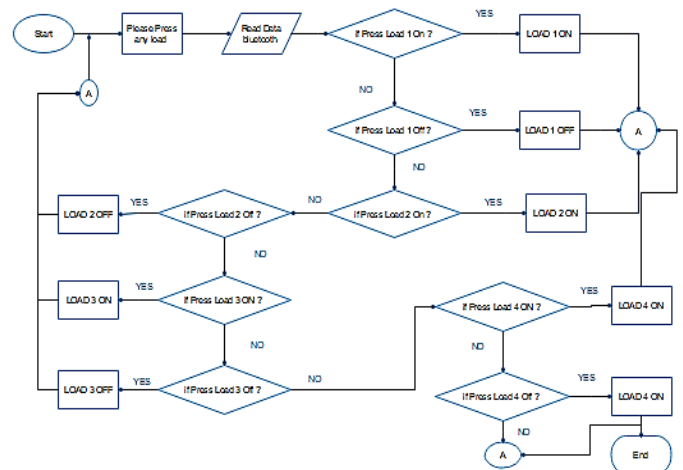 Start
Please Press
any load
Read Data
blutooth
if Press Load 1 On ?
YES
LOAD 1 ON
A
NO
if Press Load 1 Off ?
YES
LOAD 1 OFF
A
NO
LOAD 2 OFF
YES
if Press Load 2 Off ?
NO
if Press Load 2 On ?
YES
LOAD 2 ON
NO
LOAD 3 ON
YES
if Press Load 3 ON ?
if Press Load 4 ON ?
YES
LOAD 4 ON
NO
NO
LOAD 3 OFF
YES
if Press Load 3 Off ?
NO
if Press Load 4 Off ?
YES
LOAD 4 ON
NO
A
End